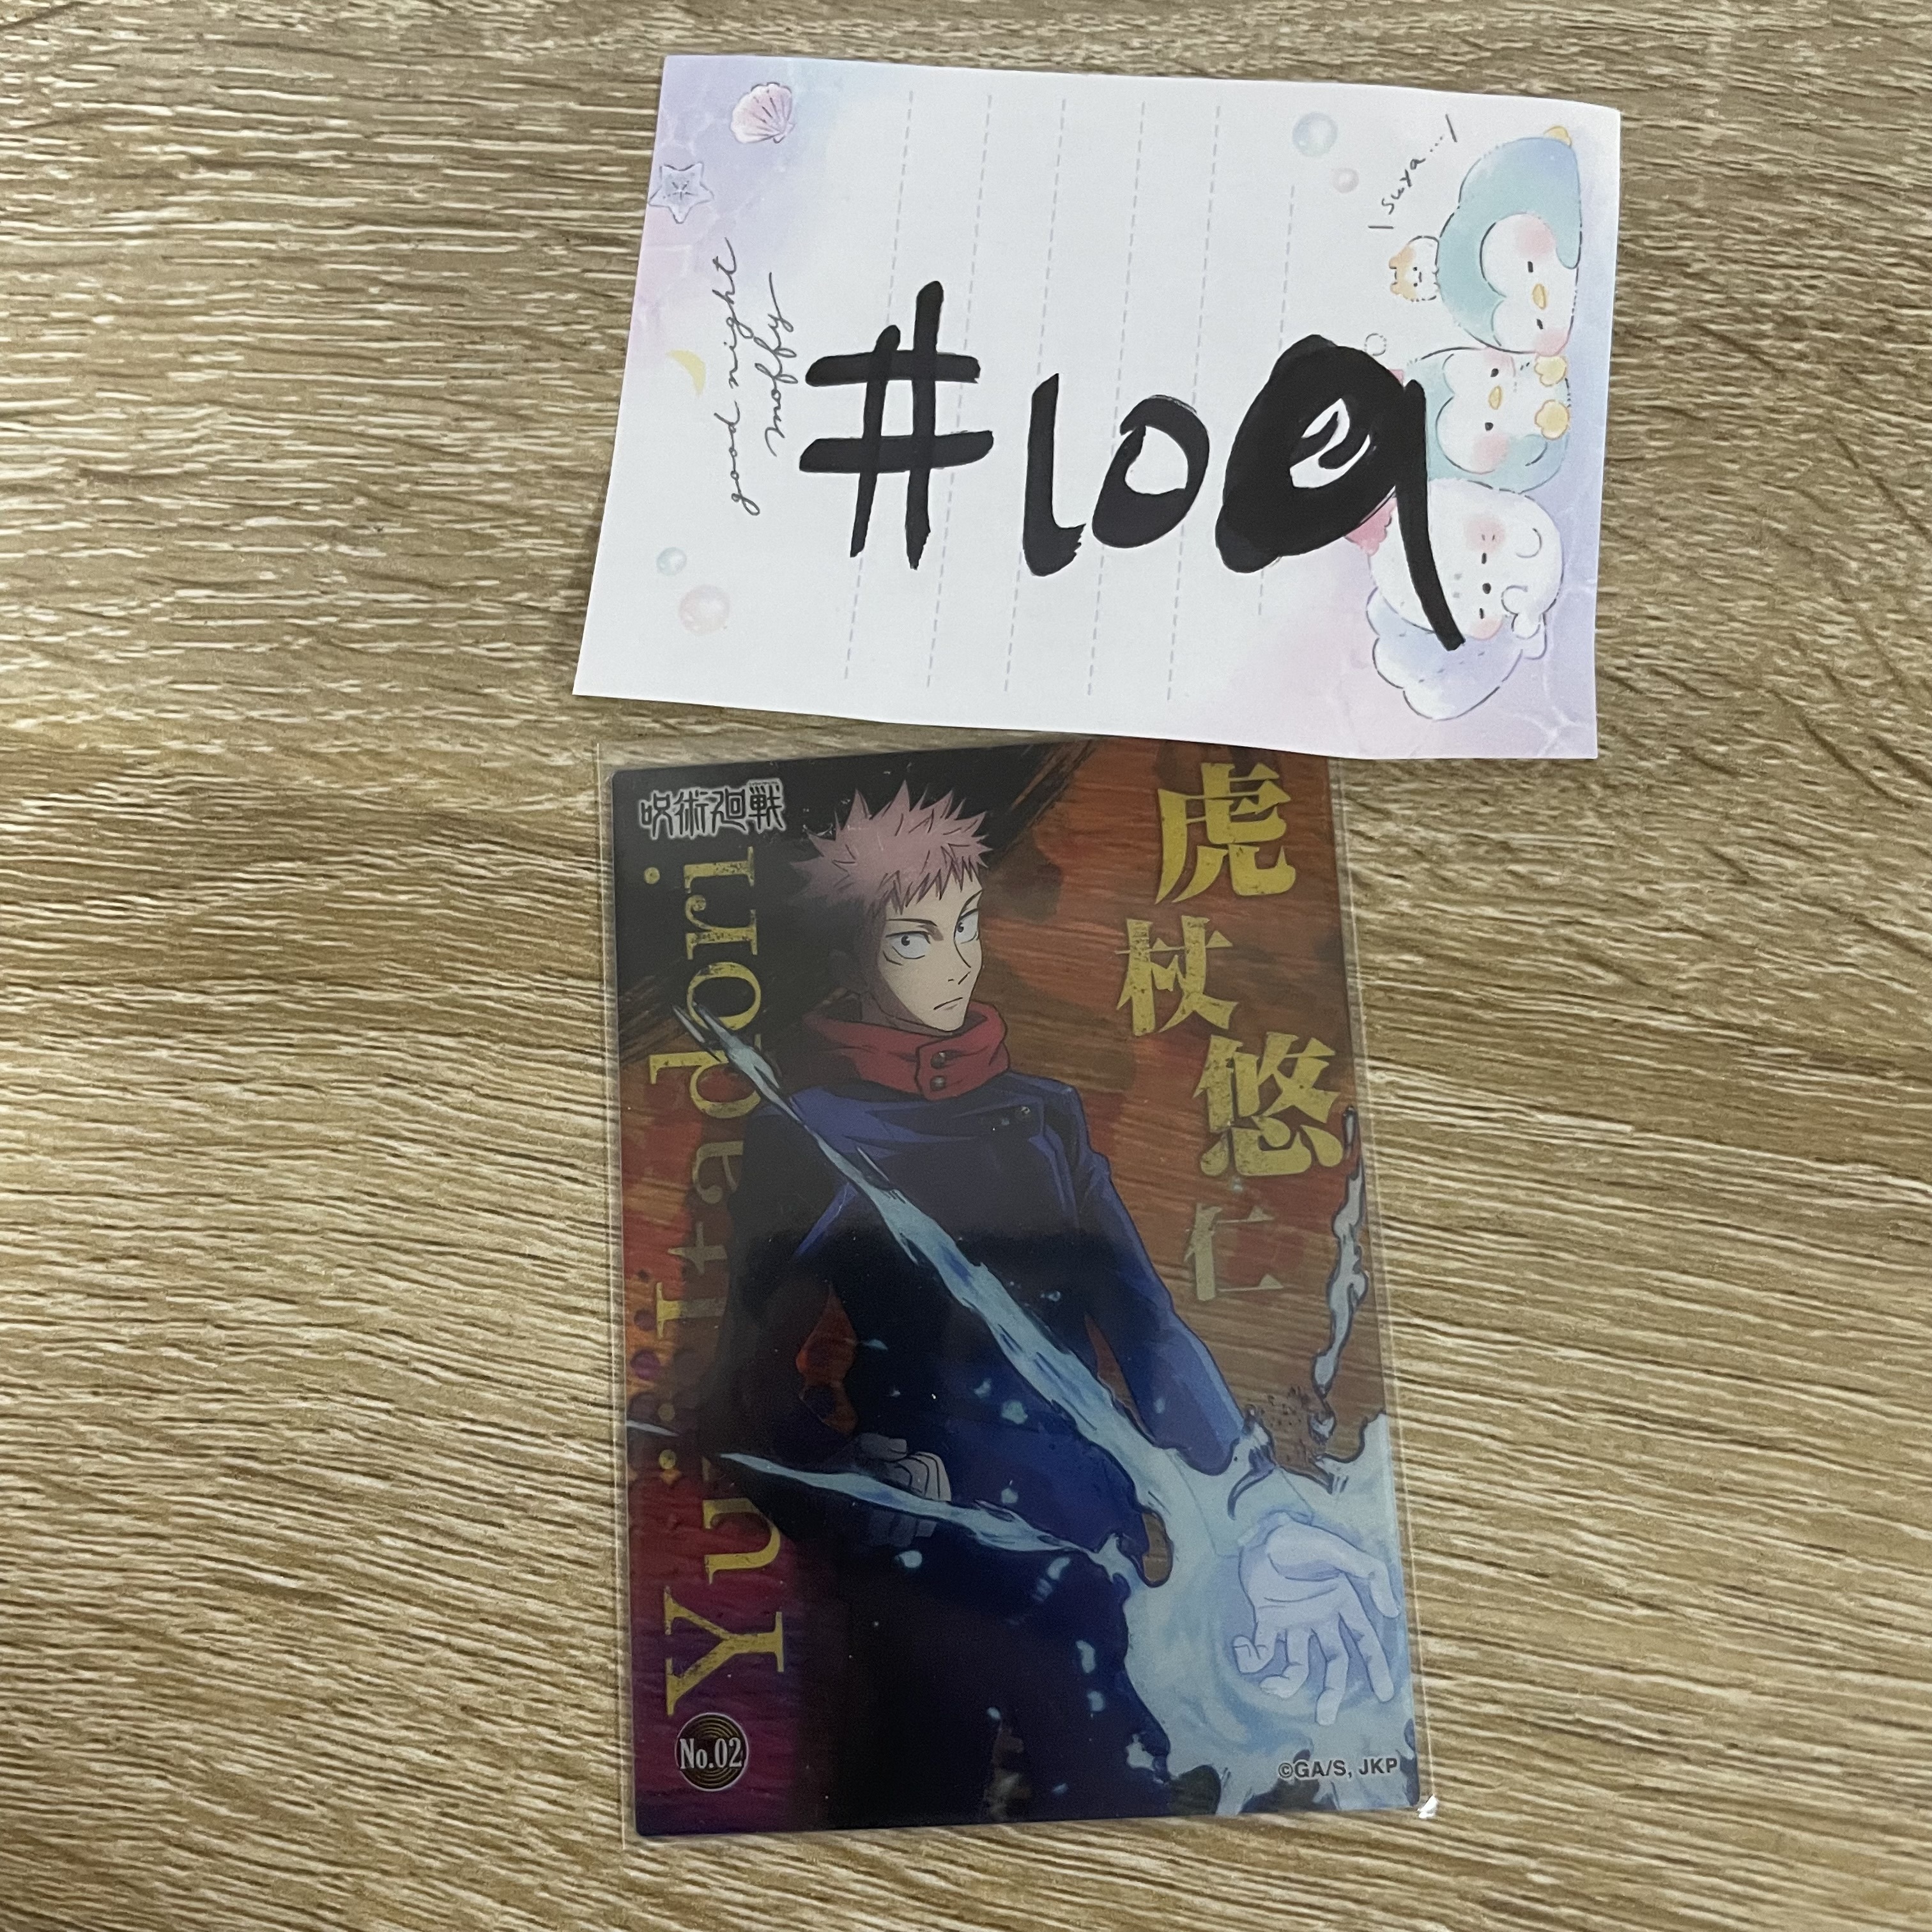 \ suya..../
good night
moffy
#109
呪術廻戦
虎杖悠仁
Yuji Itadori
No.02
©GA/S, JKP